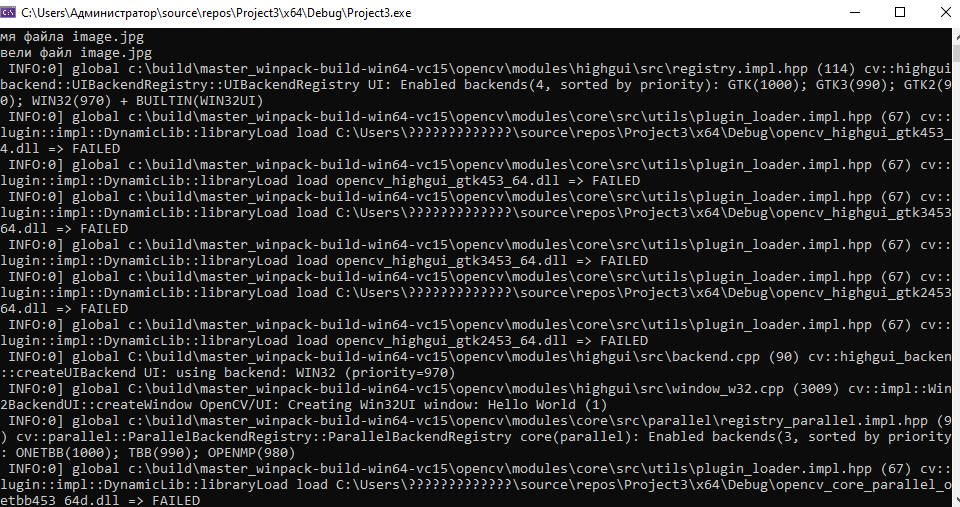 C:\Users\Администратор\source\repos\Project3\x64\Debug\Project3.exe
мя файла image.jpg
вели файл image.jpg
INFO:0] global c:\build\master_winpack-build-win64-vc15\opencv\modules\highgui\src\registry.impl.hpp (114) cv::highgui
backend::UIBackendRegistry::UIBackendRegistry UI: Enabled backends(4, sorted by priority): GTK(1000); GTK3(990); GTK2(9
0); WIN32(970) + BUILTIN(WIN32UI)
INFO:0] global c:\build\master_winpack-build-win64-vc15\opencv\modules\core\src\utils\plugin_loader.impl.hpp (67) cv::
lugin::impl::DynamicLib::libraryLoad load C:\Users\?????????????\source\repos\Project3\x64\Debug\opencv_highgui_gtk453_
4.dll => FAILED
INFO:0] global c:\build\master_winpack-build-win64-vc15\opencv\modules\core\src\utils\plugin_loader.impl.hpp (67) cv::
lugin::impl::DynamicLib::libraryLoad load opencv_highgui_gtk453_64.dll => FAILED
INFO:0] global c:\build\master_winpack-build-win64-vc15\opencv\modules\core\src\utils\plugin_loader.impl.hpp (67) cv::
lugin::impl::DynamicLib::libraryLoad load C:\Users\?????????????\source\repos\Project3\x64\Debug\opencv_highgui_gtk3453
64.dll => FAILED
INFO:0] global c:\build\master_winpack-build-win64-vc15\opencv\modules\core\src\utils\plugin_loader.impl.hpp (67) cv::
lugin::impl::DynamicLib::libraryLoad load opencv_highgui_gtk3453_64.dll => FAILED
INFO:0] global c:\build\master_winpack-build-win64-vc15\opencv\modules\core\src\utils\plugin_loader.impl.hpp (67) cv::
lugin::impl::DynamicLib::libraryLoad load C:\Users\?????????????\source\repos\Project3\x64\Debug\opencv_highgui_gtk2453
64.dll => FAILED
INFO:0] global c:\build\master_winpack-build-win64-vc15\opencv\modules\core\src\utils\plugin_loader.impl.hpp (67) cv::
lugin::impl::DynamicLib::libraryLoad load opencv_highgui_gtk2453_64.dll => FAILED
INFO:0] global C:\build\master_winpack-build-win64-vc15\opencv\modules\highgui\src\backend.cpp (90) cv::highgui_backen
::createUIBackend UI: using backend: WIN32 (priority=970)
INFO:0] global C:\build\master_winpack-build-win64-vc15\opencv\modules\highgui\src\window_w32.cpp (3009) cv::impl::Win
2BackendUI::createWindow OpenCV/UI: Creating Win32UI window: Hello World (1)
INFO:0] global c:\build\master_winpack-build-win64-vc15\opencv\modules\core\src\parallel\registry_parallel.impl.hpp (9
) cv::parallel::ParallelBackendRegistry::ParallelBackendRegistry core(parallel): Enabled backends(3, sorted by priority
: ONETBB(1000); TBB(990); OPENMP(980)
INFO:0] global c:\build\master_winpack-build-win64-vc15\opencv\modules\core\src\utils\plugin_loader.impl.hpp (67) cv::
lugin::impl::DynamicLib::libraryLoad load C:\Users\?????????????\source\repos\Project3\x64\Debug\opencv_core_parallel_o
etbb453_64d.dll => FAILED